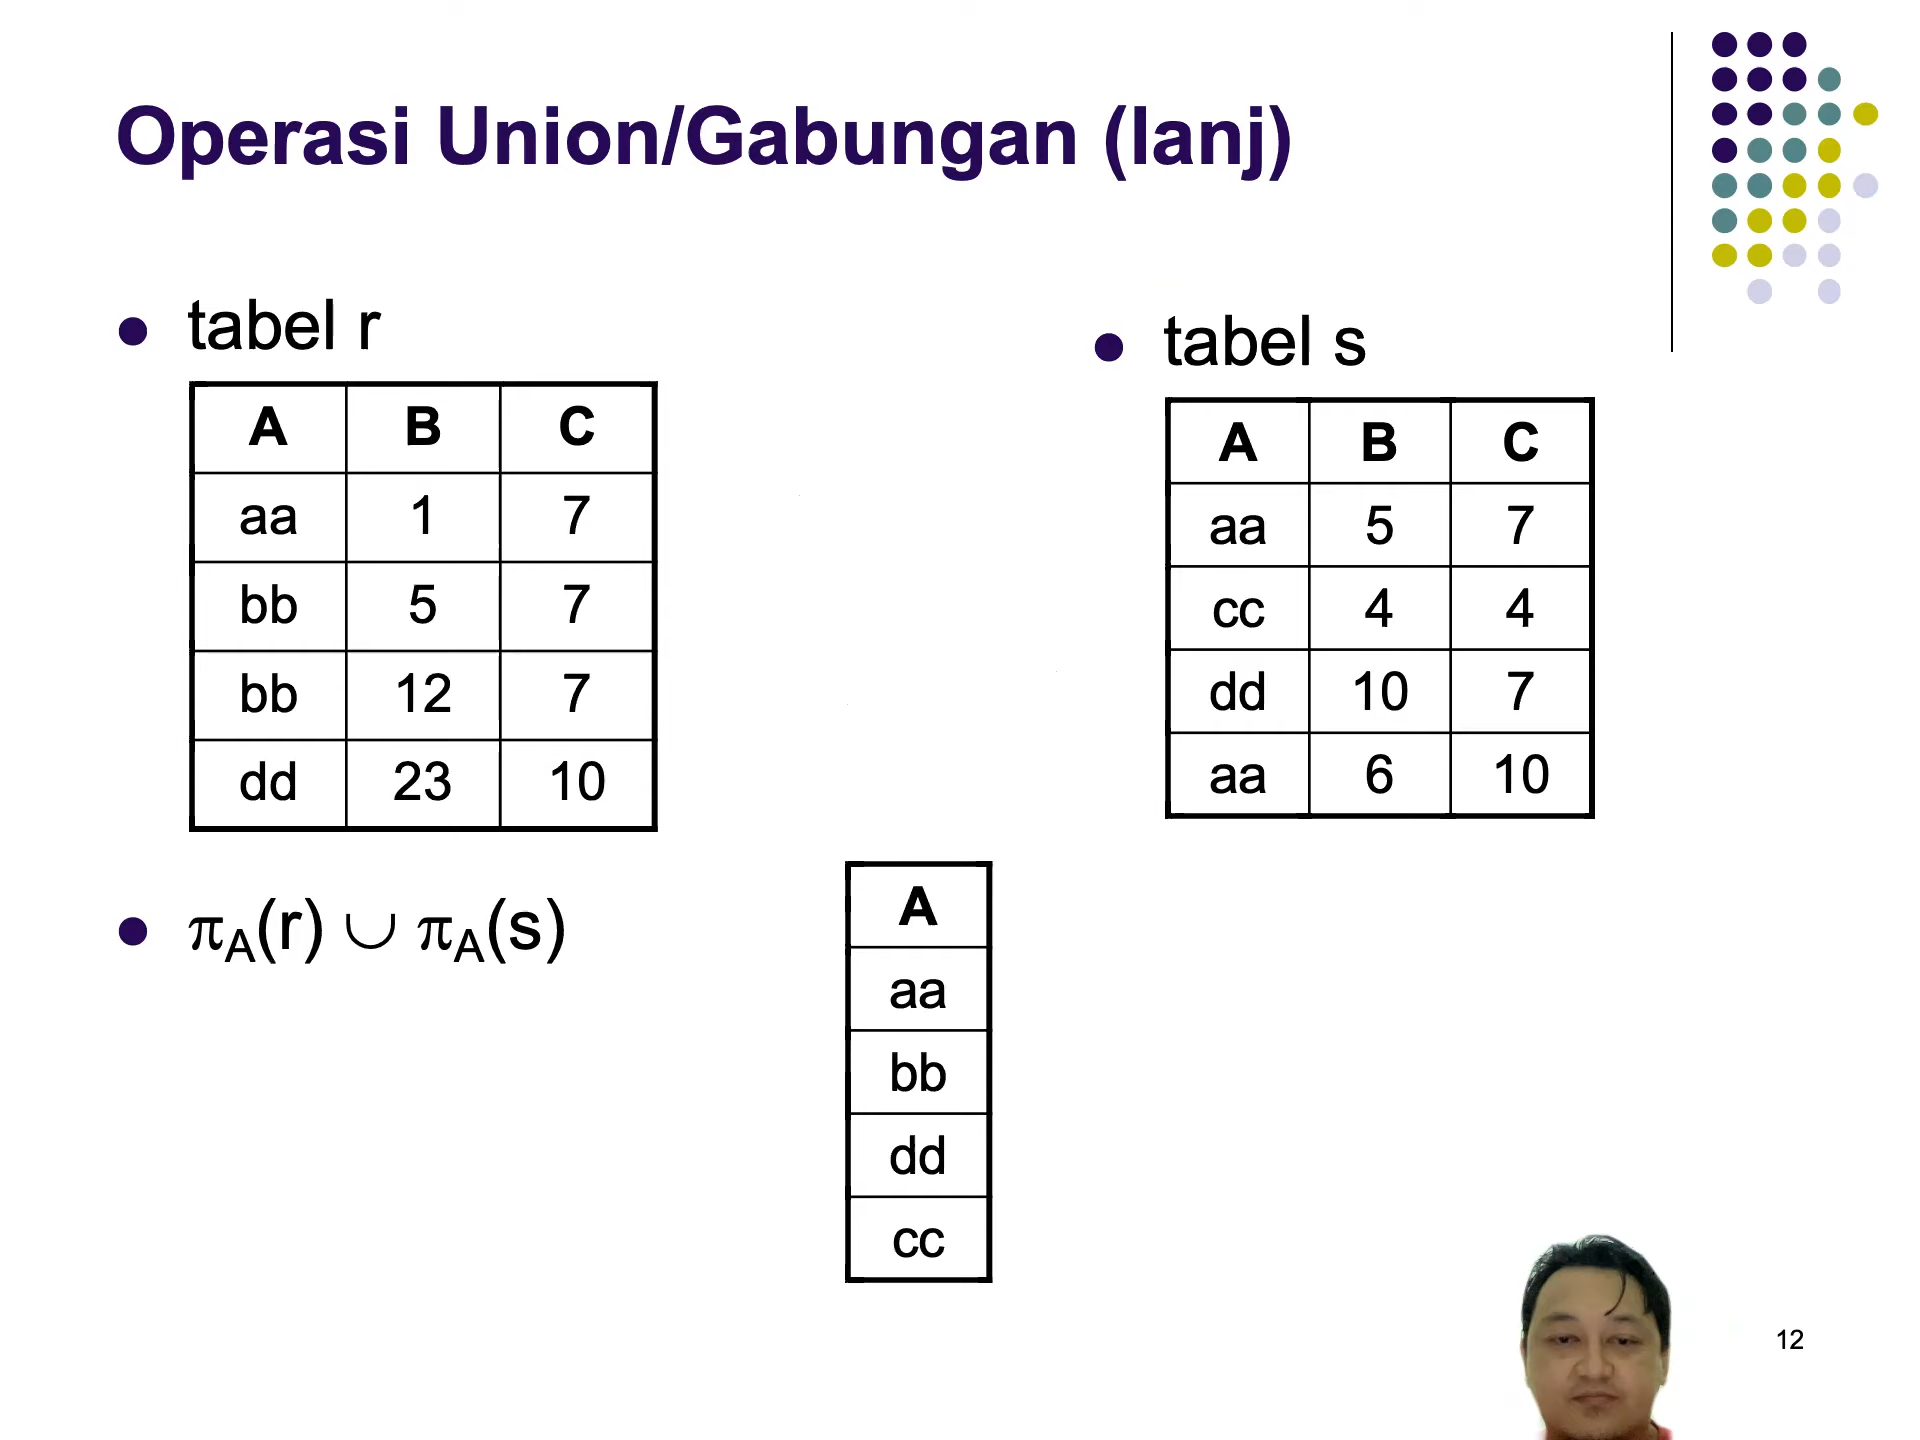 Operasi Union/Gabungan (lanj)
tabel r
A B C
aa 1 7
bb 5 7
bb 12 7
dd 23 10
tabel s
A B C
aa 5 7
cc 4 4
dd 10 7
aa 6 10
πA(r) ∪ πA(s)
A
aa
bb
dd
cc
12